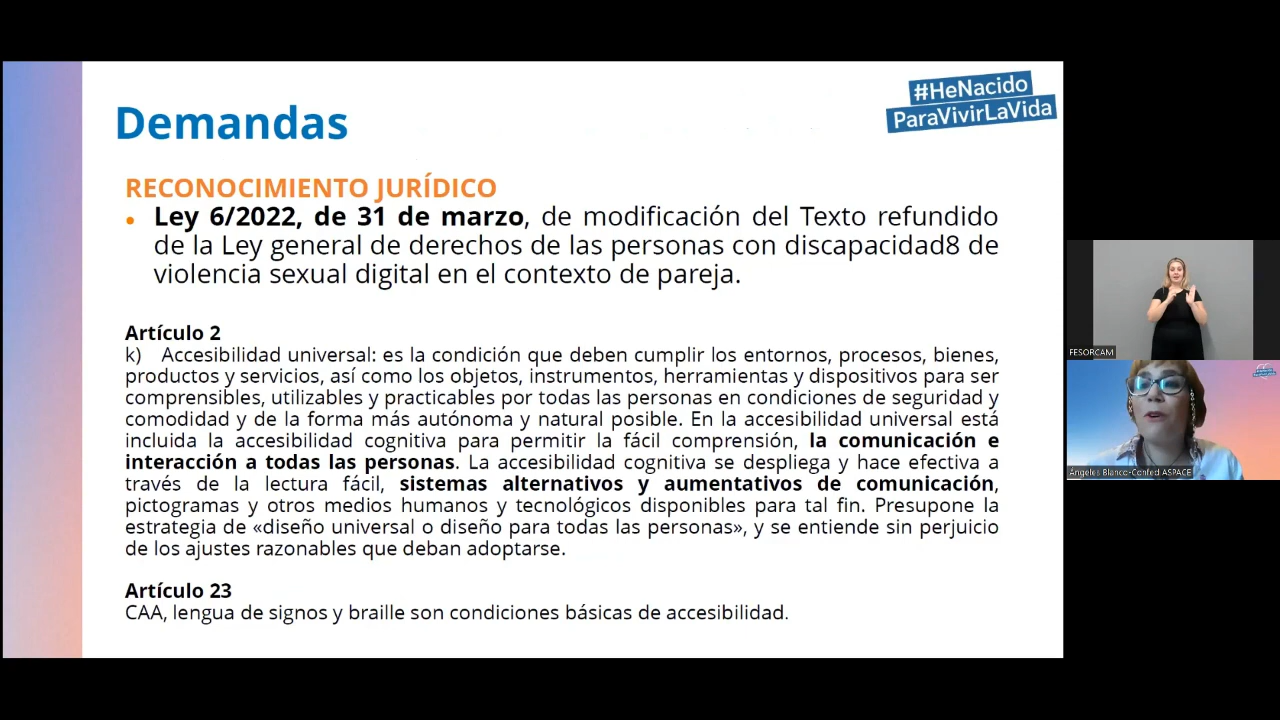 Demandas
#HeNacido
ParaVivirLaVida
RECONOCIMIENTO JURÍDICO
• Ley 6/2022, de 31 de marzo, de modificación del Texto refundido
de la Ley general de derechos de las personas con discapacidad8 de
violencia sexual digital en el contexto de pareja.
Artículo 2
k) Accesibilidad universal: es la condición que deben cumplir los entornos, procesos, bienes,
productos y servicios, así como los objetos, instrumentos, herramientas y dispositivos para ser
comprensibles, utilizables y practicables por todas las personas en condiciones de seguridad y
comodidad y de la forma más autónoma y natural posible. En la accesibilidad universal está
incluida la accesibilidad cognitiva para permitir la fácil comprensión, la comunicación e
interacción a todas las personas. La accesibilidad cognitiva se despliega y hace efectiva a
través de la lectura fácil, sistemas alternativos y aumentativos de comunicación,
pictogramas y otros medios humanos y tecnológicos disponibles para tal fin. Presupone la
estrategia de «diseño universal o diseño para todas las personas», y se entiende sin perjuicio
de los ajustes razonables que deban adoptarse.
Artículo 23
CAA, lengua de signos y braille son condiciones básicas de accesibilidad.
FESORCAM
Ángeles Blanco-Confed ASPACE